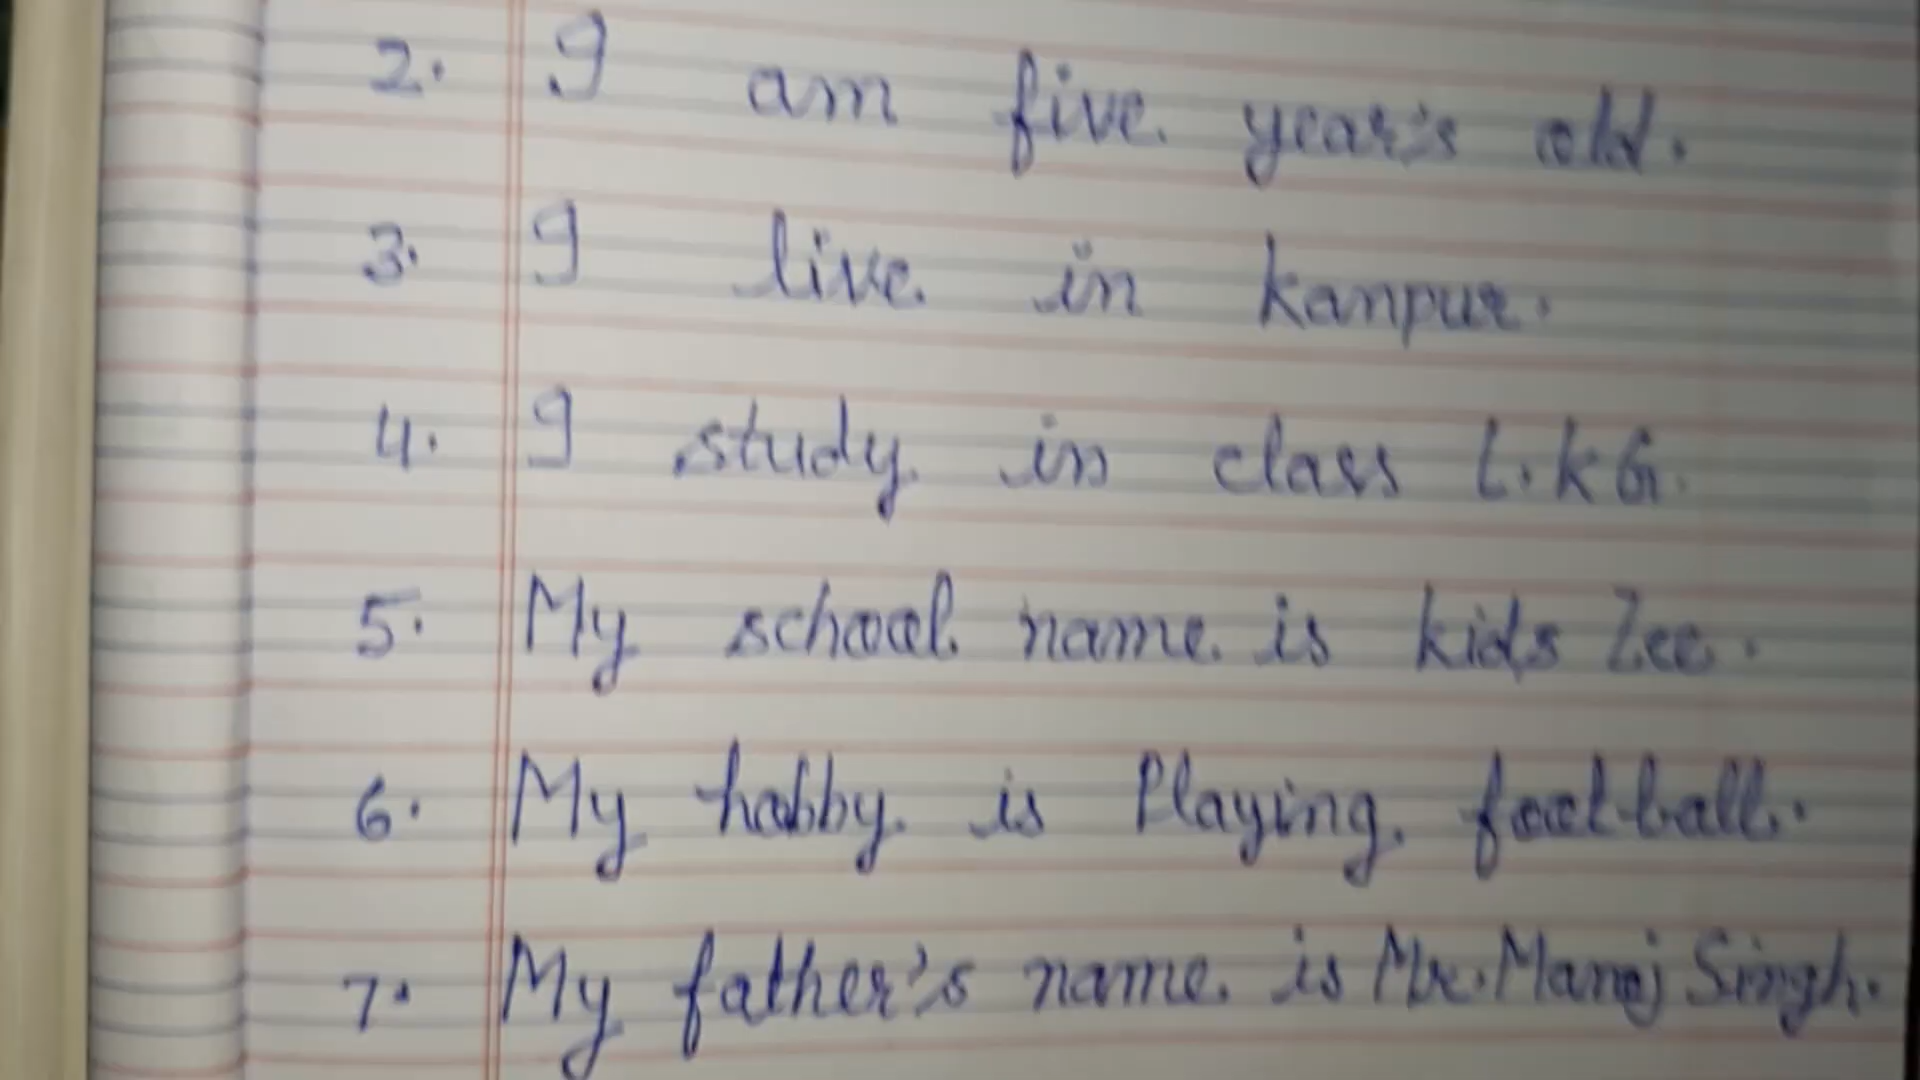 2. I am five year's old.
3. I live in kanpur.
4. I study in class L.KG.
5. My school name is kids Zee.
6. My hobby is Playing football.
7. My father's name is Mr. Manoj Singh.